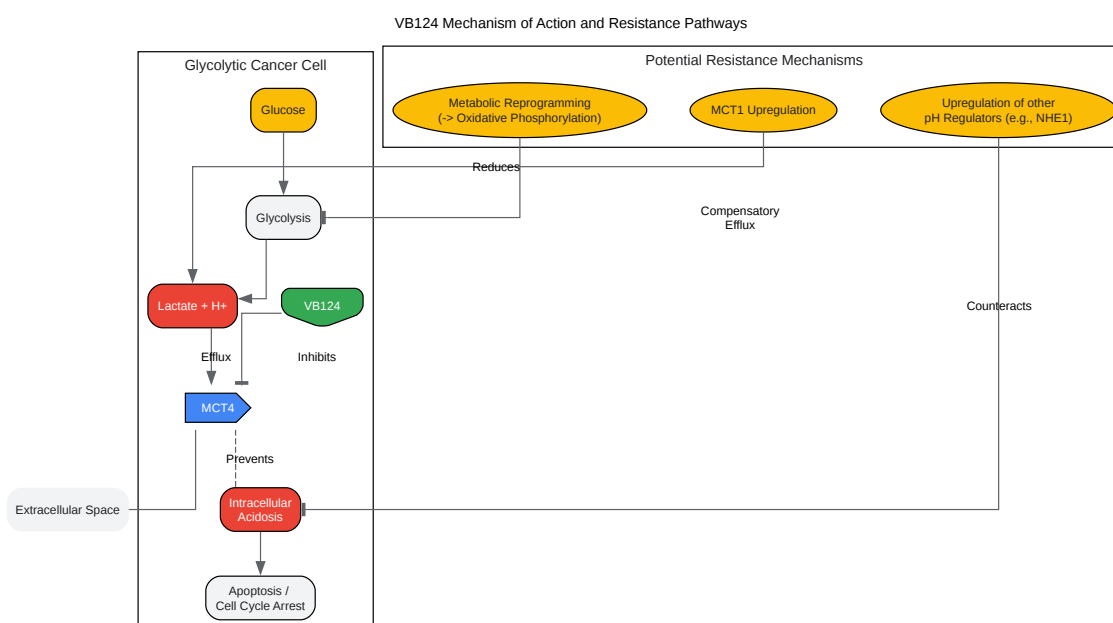 VB124 Mechanism of Action and Resistance Pathways
Glycolytic Cancer Cell
Potential Resistance Mechanisms
Glucose
Metabolic Reprogramming
(-> Oxidative Phosphorylation)
MCT1 Upregulation
Upregulation of other
pH Regulators (e.g., NHE1)
Reduces
Glycolysis
Compensatory
Efflux
Lactate + H+
VB124
Counteracts
Efflux
Inhibits
MCT4
Prevents
Extracellular Space
Intracellular
Acidosis
Apoptosis /
Cell Cycle Arrest